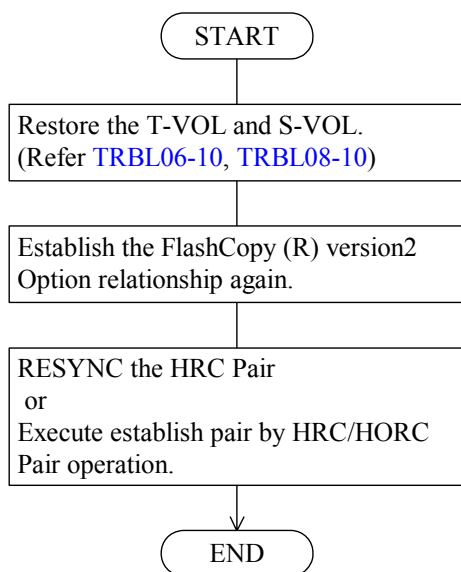 START
Restore the T-VOL and S-VOL.
(Refer TRBL06-10, TRBL08-10)
Establish the FlashCopy (R) version2
Option relationship again.
RESYNC the HRC Pair
or
Execute establish pair by HRC/HORC
Pair operation.
END